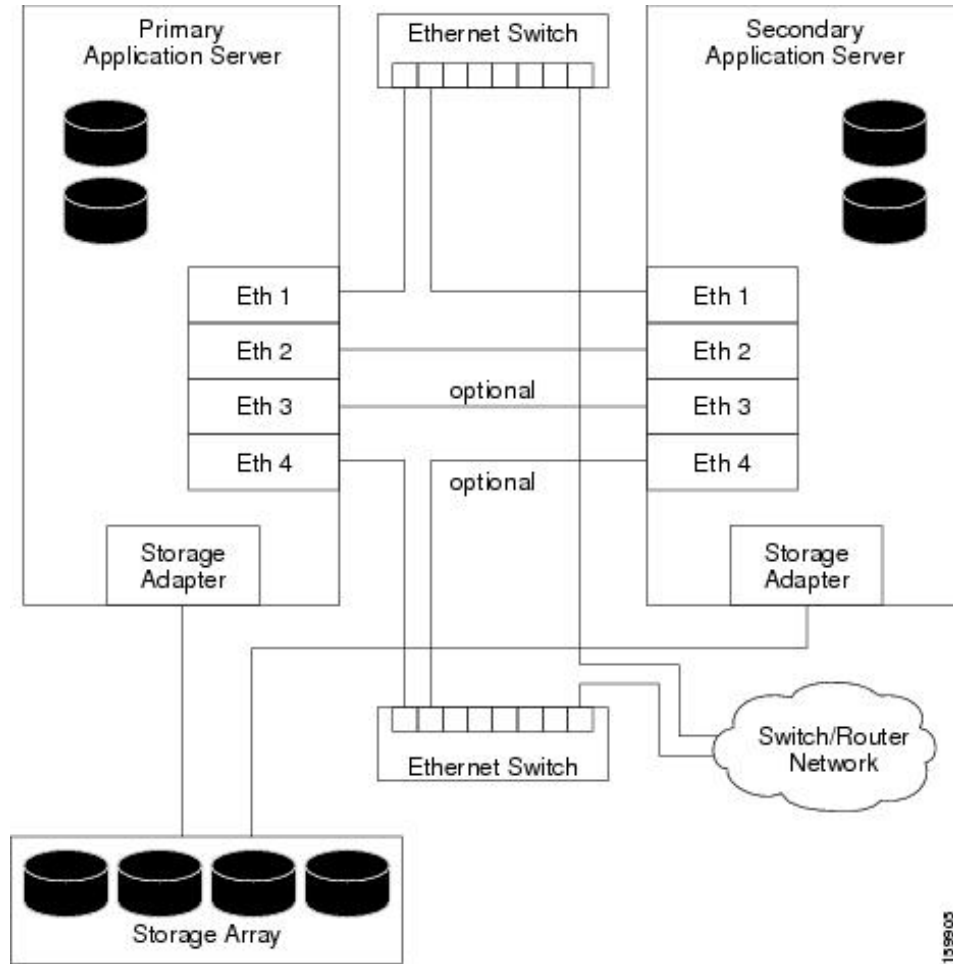 Primary
Application Server
Ethernet Switch
Secondary
Application Server
Eth 1
Eth 2
Eth 3
Eth 4
Eth 1
Eth 2
Eth 3
Eth 4
optional
optional
Storage
Adapter
Storage
Adapter
Ethernet Switch
Switch/Router
Network
Storage Array
159905